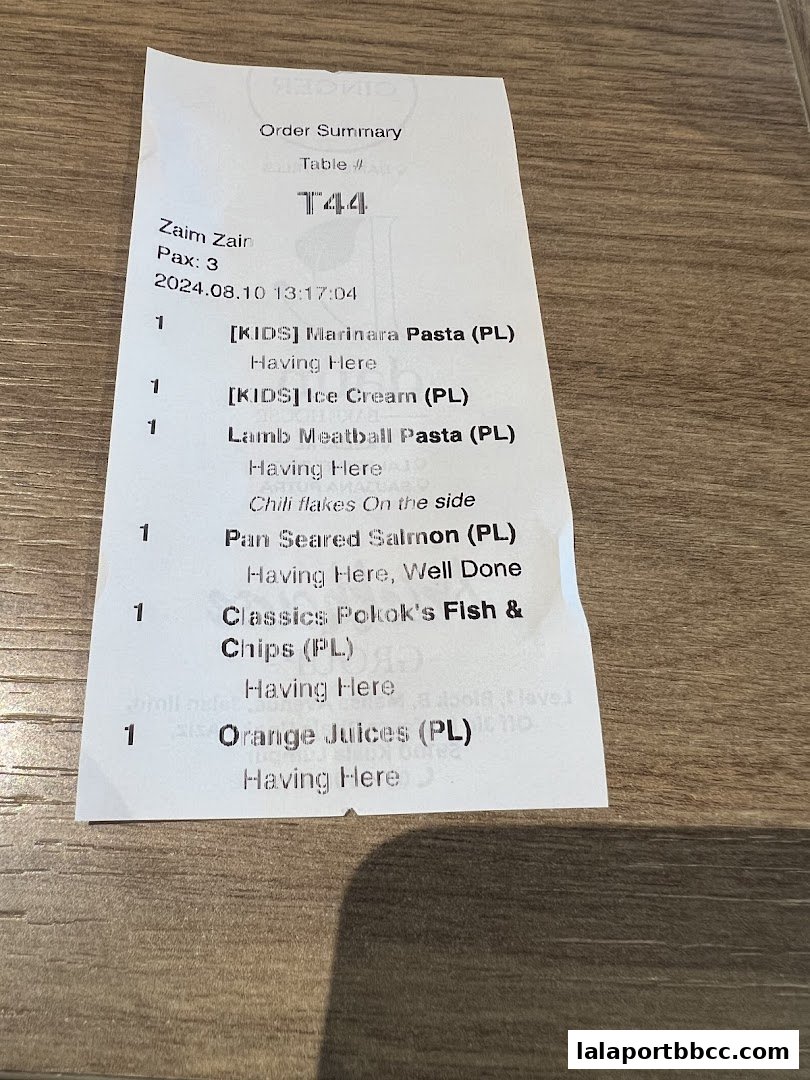 Order Summary
Table #
T44
Zaim Zain
Pax: 3
2024.08.10 13:17:04
1 [KIDS] Marinara Pasta (PL)
Having Here
1 [KIDS] Ice Cream (PL)
1 Lamb Meatball Pasta (PL)
Having Here
Chili flakes On the side
1 Pan Seared Salmon (PL)
Having Here, Well Done
1 Classics Pokok's Fish &
Chips (PL)
Having Here
1 Orange Juices (PL)
Having Here
lalaportbbcc.com